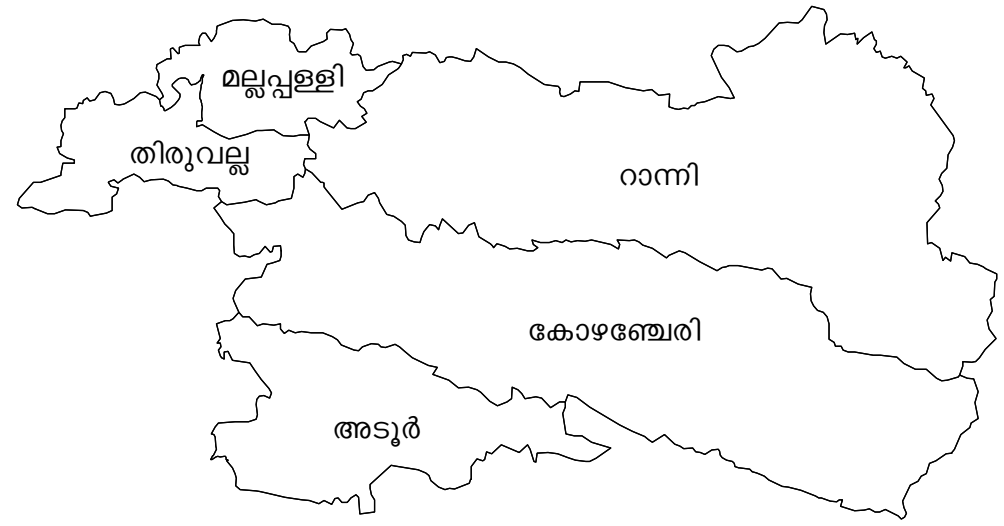 മല്ലപ്പള്ളി
തിരുവല്ല
റാന്നി
കോഴഞ്ചേരി
അടൂർ